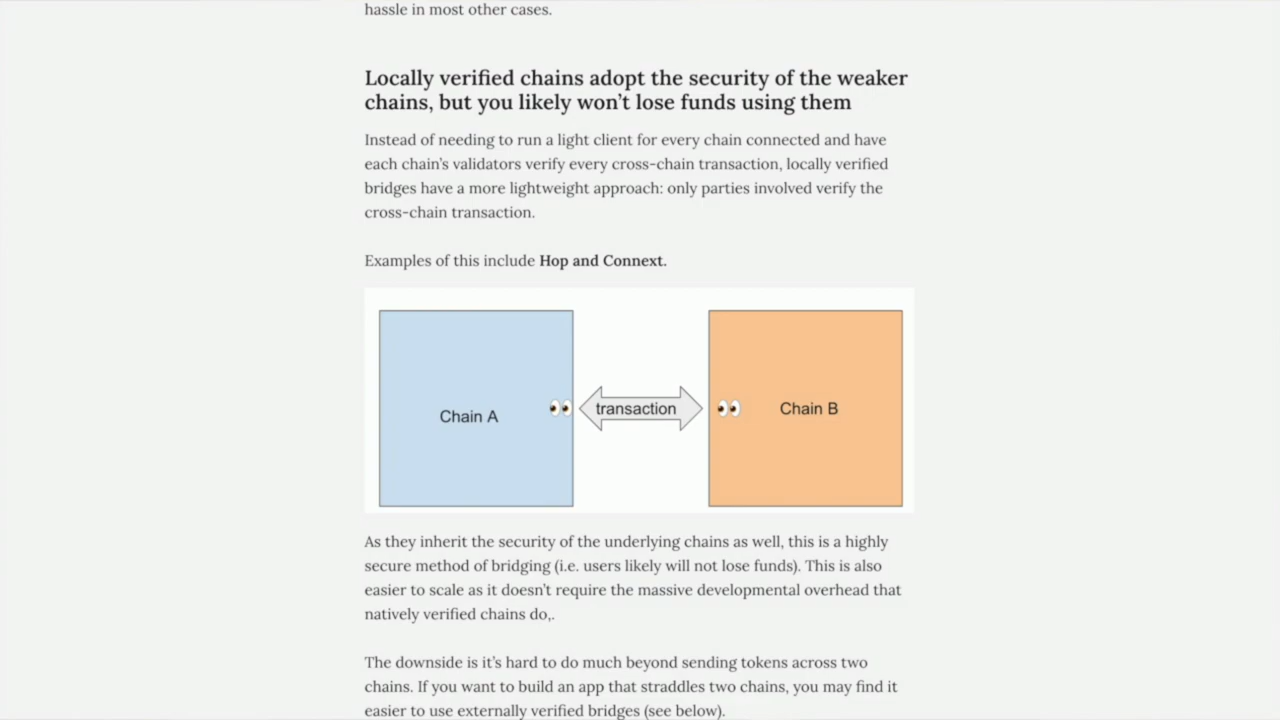 hassle in most other cases.
Locally verified chains adopt the security of the weaker
chains, but you likely won't lose funds using them
Instead of needing to run a light client for every chain connected and have
each chain's validators verify every cross-chain transaction, locally verified
bridges have a more lightweight approach: only parties involved verify the
cross-chain transaction.
Examples of this include Hop and Connext.
Chain A
transaction
Chain B
As they inherit the security of the underlying chains as well, this is a highly
secure method of bridging (i.e. users likely will not lose funds). This is also
easier to scale as it doesn't require the massive developmental overhead that
natively verified chains do,.
The downside is it's hard to do much beyond sending tokens across two
chains. If you want to build an app that straddles two chains, you may find it
easier to use externally verified bridges (see below).